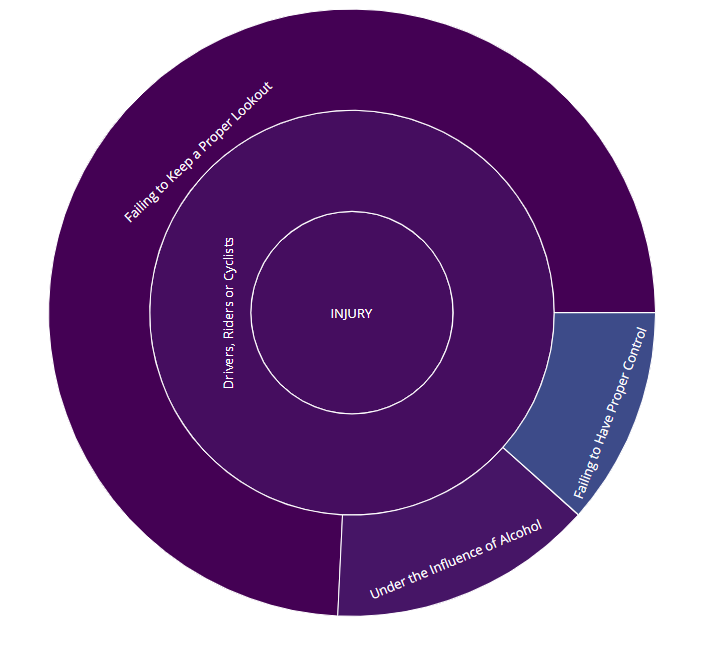 Failing to Keep a Proper Lookout
Drivers, Riders or Cyclists
INJURY
Failing to Have Proper Control
Under the Influence of Alcohol